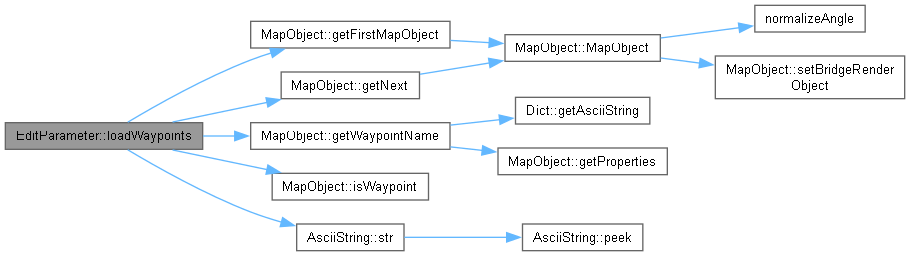 EditParameter::loadWaypoints
MapObject::getFirstMapObject
MapObject::getNext
MapObject::getWaypointName
MapObject::isWaypoint
AsciiString::str
MapObject::MapObject
Dict::getAsciiString
MapObject::getProperties
AsciiString::peek
normalizeAngle
MapObject::setBridgeRender
Object